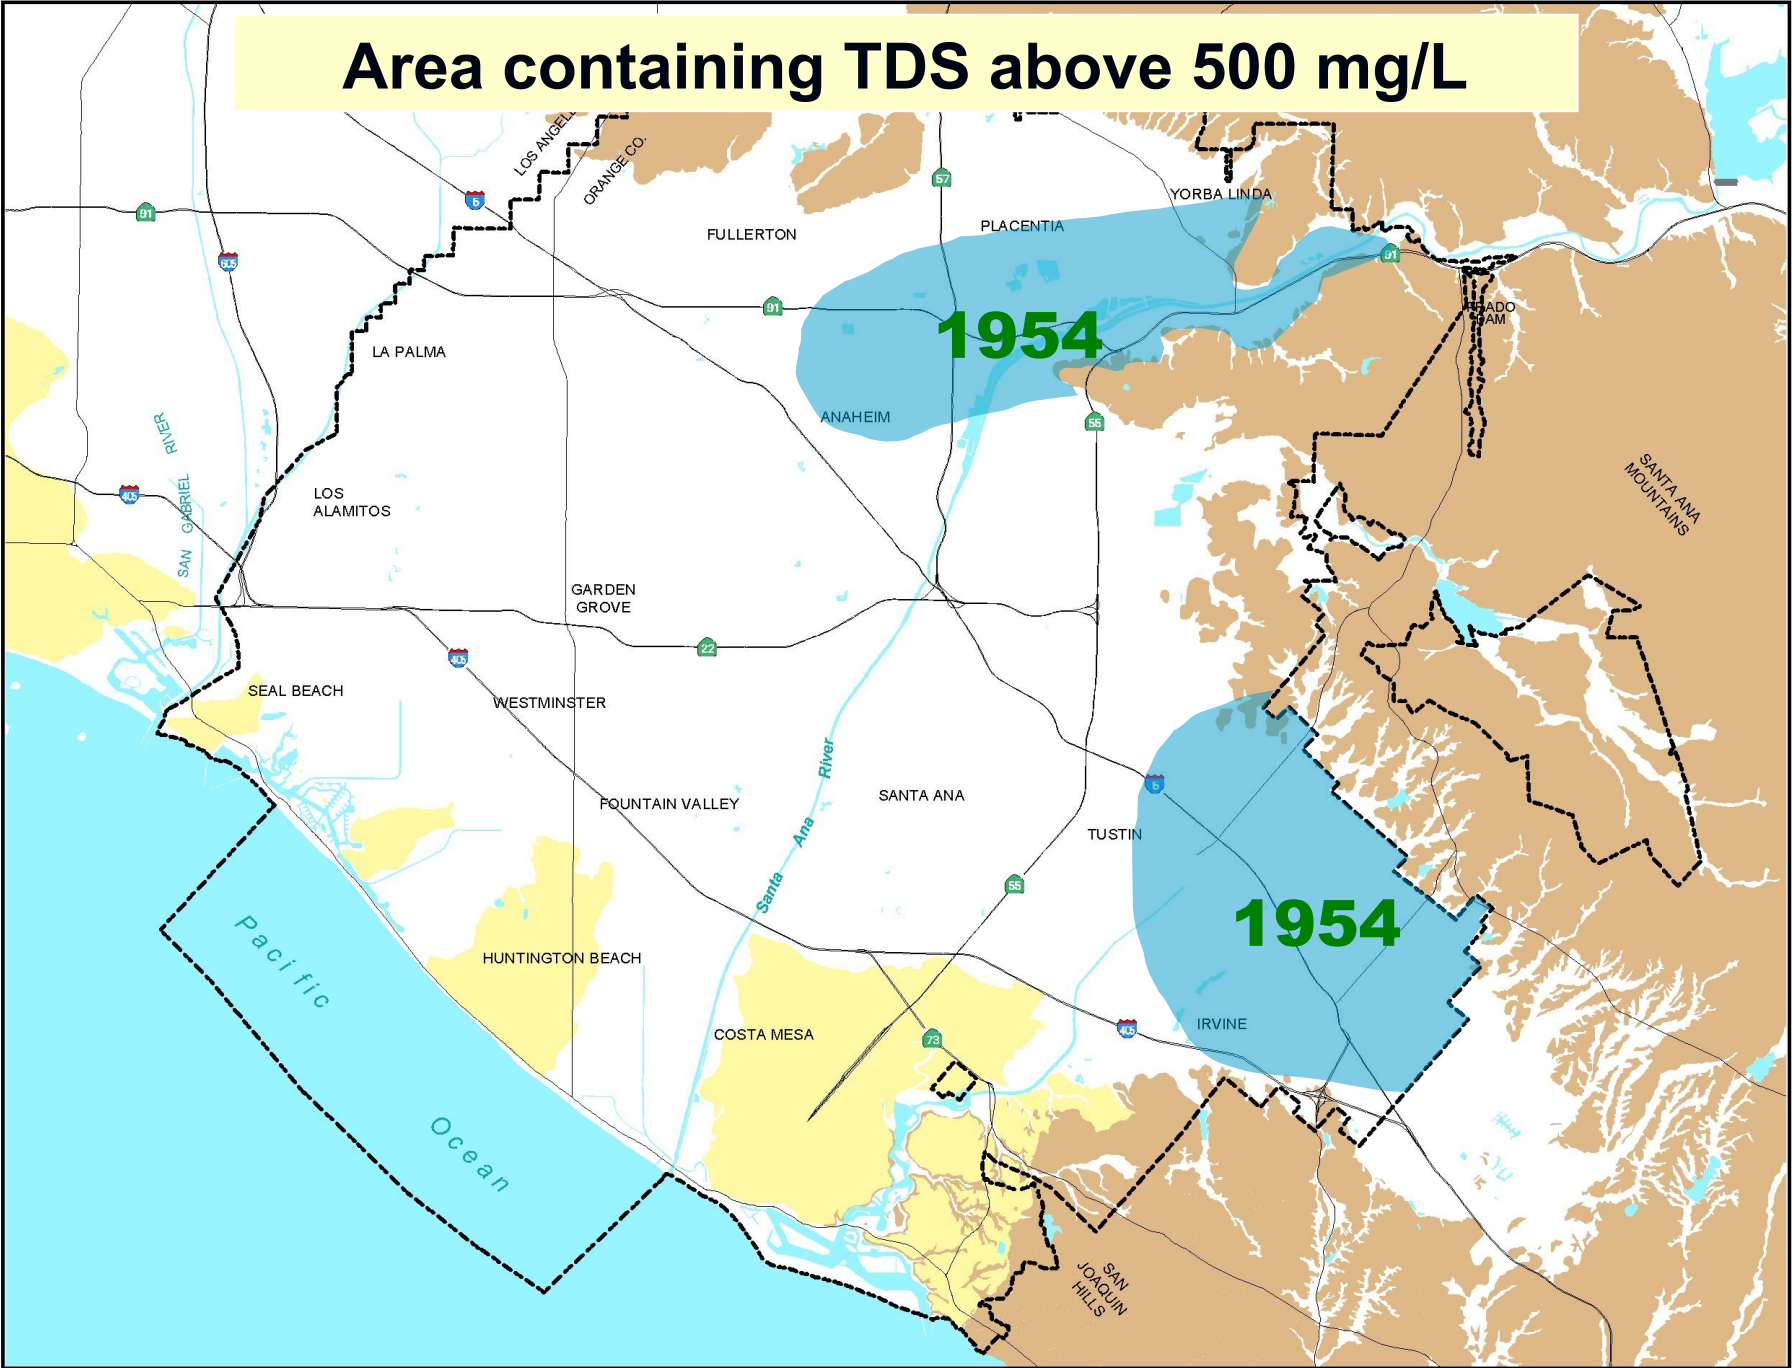 Area containing TDS above 500 mg/L
ORANGE CO.
57
5
YORBA LINDA
91
FULLERTON
PLACENTIA
605
91
91
1954
PRADO
DAM
LA PALMA
ANAHEIM
55
SAN GABRIEL RIVER
405
LOS
ALAMITOS
SANTA ANA
MOUNTAINS
GARDEN
GROVE
22
405
SEAL BEACH
WESTMINSTER
Santa Ana River
5
FOUNTAIN VALLEY
SANTA ANA
TUSTIN
55
1954
HUNTINGTON BEACH
Pacific
Ocean
COSTA MESA
73
405
IRVINE
SAN
JOAQUIN
HILLS